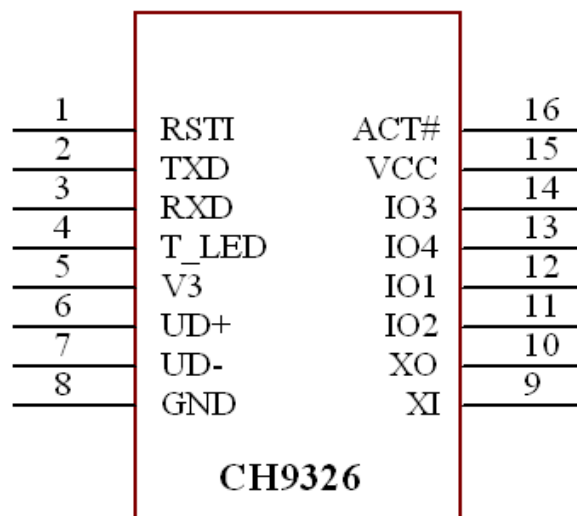 1 RSTI ACT# 16
2 TXD VCC 15
3 RXD IO3 14
4 T_LED IO4 13
5 V3 IO1 12
6 UD+ IO2 11
7 UD- XO 10
8 GND XI 9
CH9326